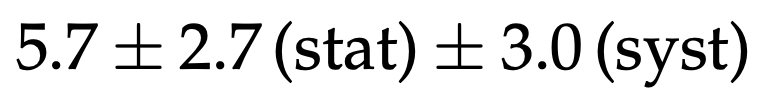 5.7 ± 2.7 (stat) ± 3.0 (syst)